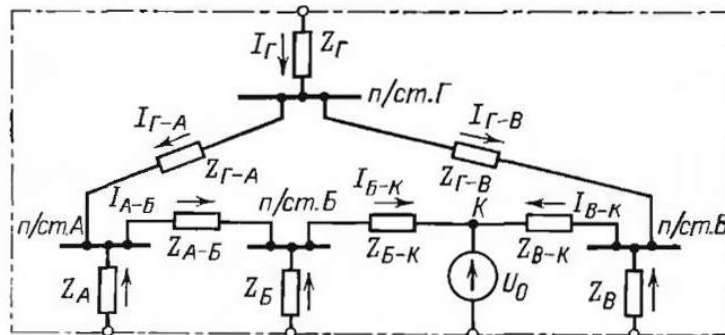 I_Г Z_Г
п/ст.Г
I_Г-А I_Г-В
Z_Г-А Z_Г-В
I_А-Б п/ст.Б I_Б-К К I_В-К
п/ст.А п/ст.В
Z_А-Б Z_Б-К Z_В-К
Z_А Z_Б U_0 Z_В